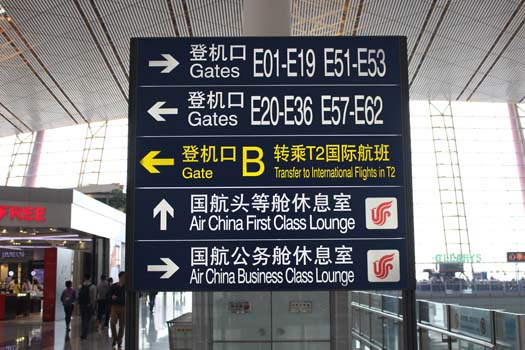 登机口
Gates E01-E19 E51-E53
登机口
Gates E20-E36 E57-E62
登机口 B 转乘T2国际航班
Gate Transfer to International Flights in T2
国航头等舱休息室
Air China First Class Lounge
国航公务舱休息室
Air China Business Class Lounge
FREE